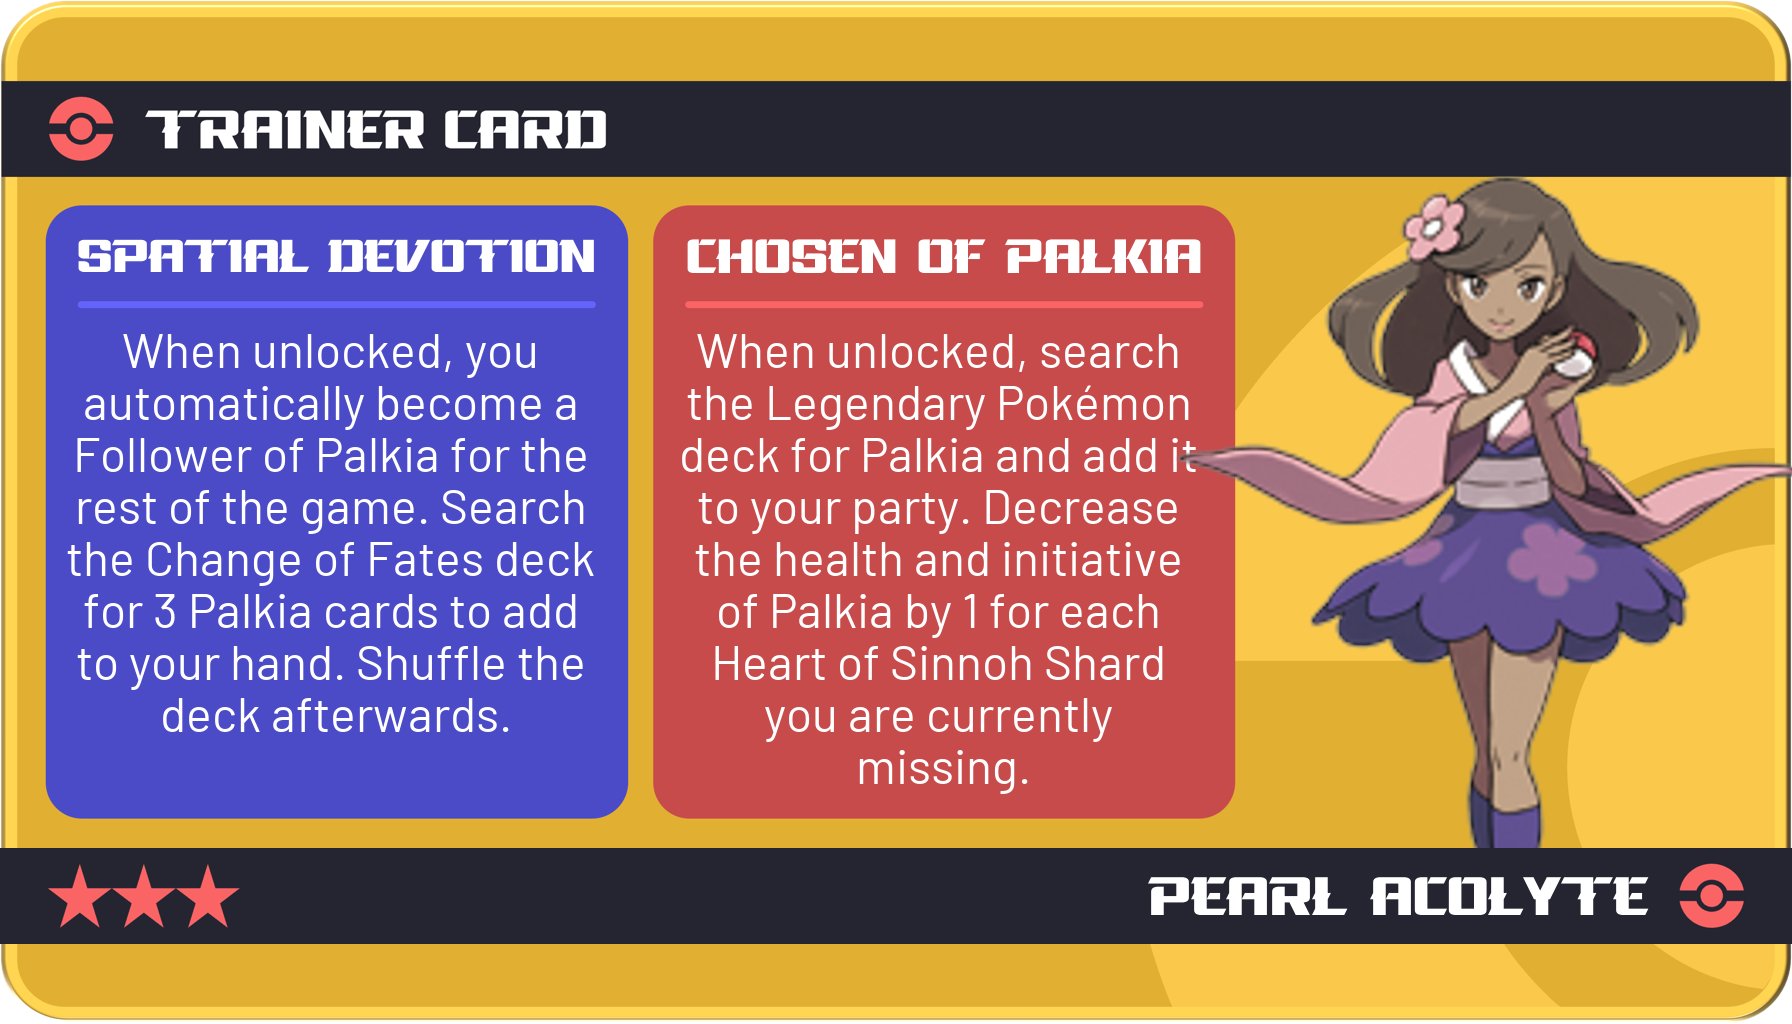 TRAINER CARD
SPATIAL DEVOTION
When unlocked, you
automatically become a
Follower of Palkia for the
rest of the game. Search
the Change of Fates deck
for 3 Palkia cards to add
to your hand. Shuffle the
deck afterwards.
CHOSEN OF PALKIA
When unlocked, search
the Legendary Pokémon
deck for Palkia and add it
to your party. Decrease
the health and initiative
of Palkia by 1 for each
Heart of Sinnoh Shard
you are currently
missing.
PEARL ACOLYTE